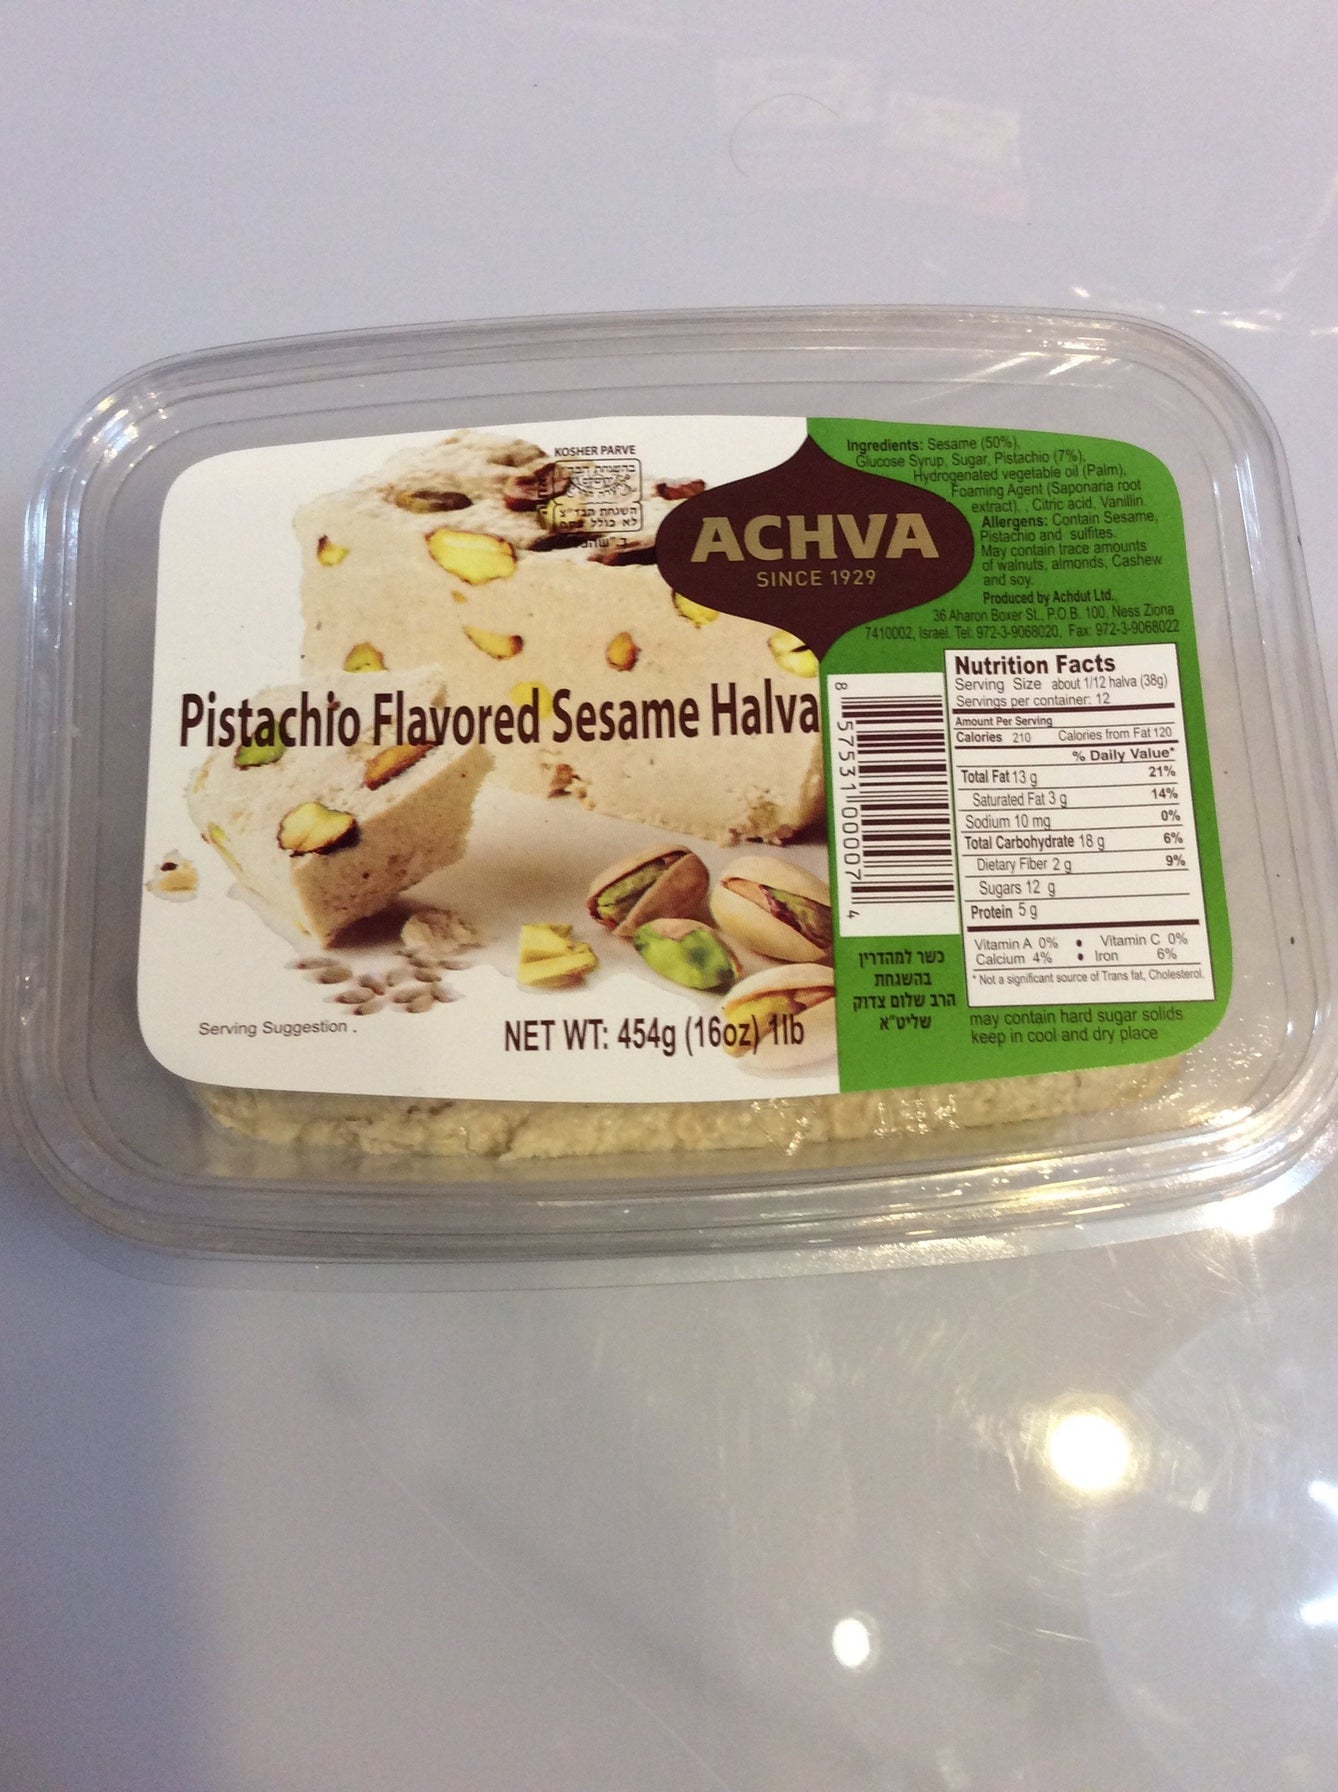 KOSHER PARVE
השגחת הבד"צ
לא כולל
ACHVA
SINCE 1929
Pistachio Flavored Sesame Halva
Serving Suggestion .
NET WT: 454g (16oz) 1lb
Ingredients: Sesame (50%),
Glucose Syrup, Sugar, Pistachio (7%),
Hydrogenated vegetable oil (Palm),
Foaming Agent (Saponaria root
extract), , Citric acid, Vanillin.
Allergens: Contain Sesame,
Pistachio and sulfites.
May contain trace amounts
of walnuts, almonds, Cashew
and soy.
Produced by Achdut Ltd.,
36 Aharon Boxer St., P.O.B. 100, Ness Ziona
7410002, Israel. Tel: 972-3-9068020, Fax: 972-3-9068022
8 57531 00007 4
כשר למהדרין
בהשגחת
הרב שלום צדוק
שליט"א
Nutrition Facts
Serving Size about 1/12 halva (38g)
Servings per container: 12
Amount Per Serving
Calories 210 Calories from Fat 120
% Daily Value*
Total Fat 13 g 21%
Saturated Fat 3 g 14%
Sodium 10 mg 0%
Total Carbohydrate 18 g 6%
Dietary Fiber 2 g 9%
Sugars 12 g
Protein 5 g
Vitamin A 0% • Vitamin C 0%
Calcium 4% • Iron 6%
* Not a significant source of Trans fat, Cholesterol.
may contain hard sugar solids
keep in cool and dry place